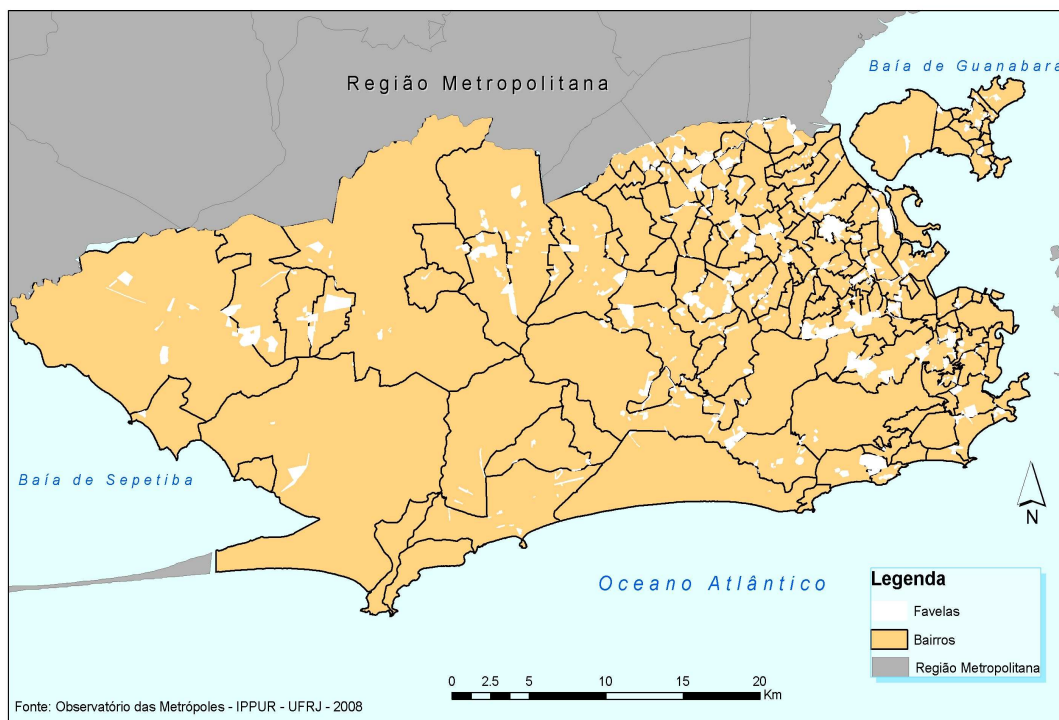 Região Metropolitana
Baía de Guanabara
Baía de Sepetiba
N
Oceano Atlântico
Legenda
Favelas
Bairros
Região Metropolitana
0 2.5 5 10 15 20
Km
Fonte: Observatório das Metrópoles - IPPUR - UFRJ - 2008